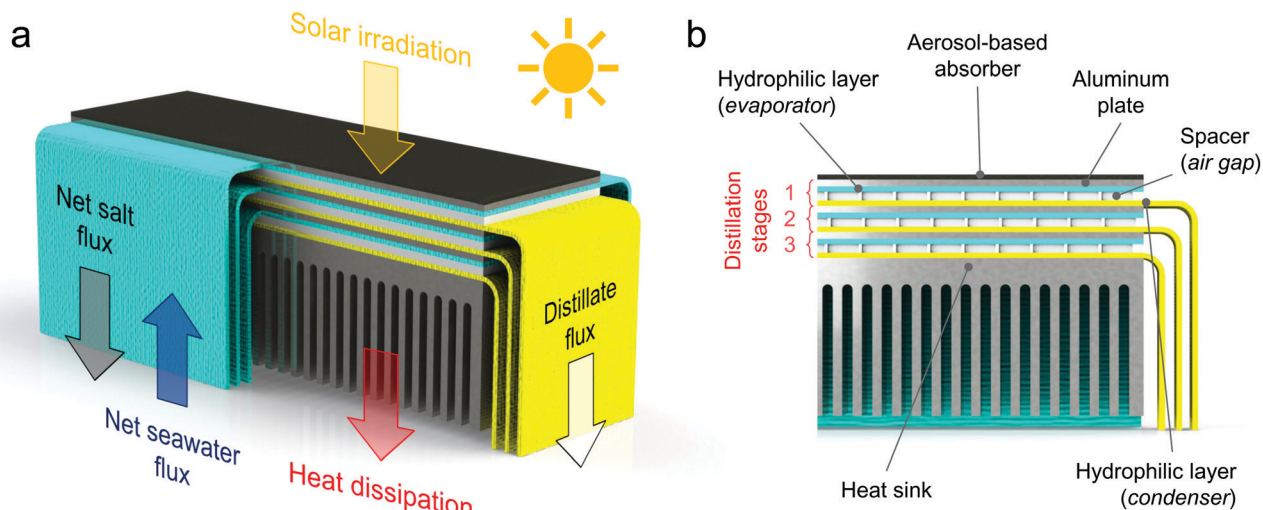 a
Solar irradiation
Net salt
flux
Net seawater
flux
Heat dissipation
Distillate
flux
b
Aerosol-based
absorber
Hydrophilic layer
(evaporator)
Aluminum
plate
Spacer
(air gap)
Distillation
stages
1
2
3
Heat sink
Hydrophilic layer
(condenser)